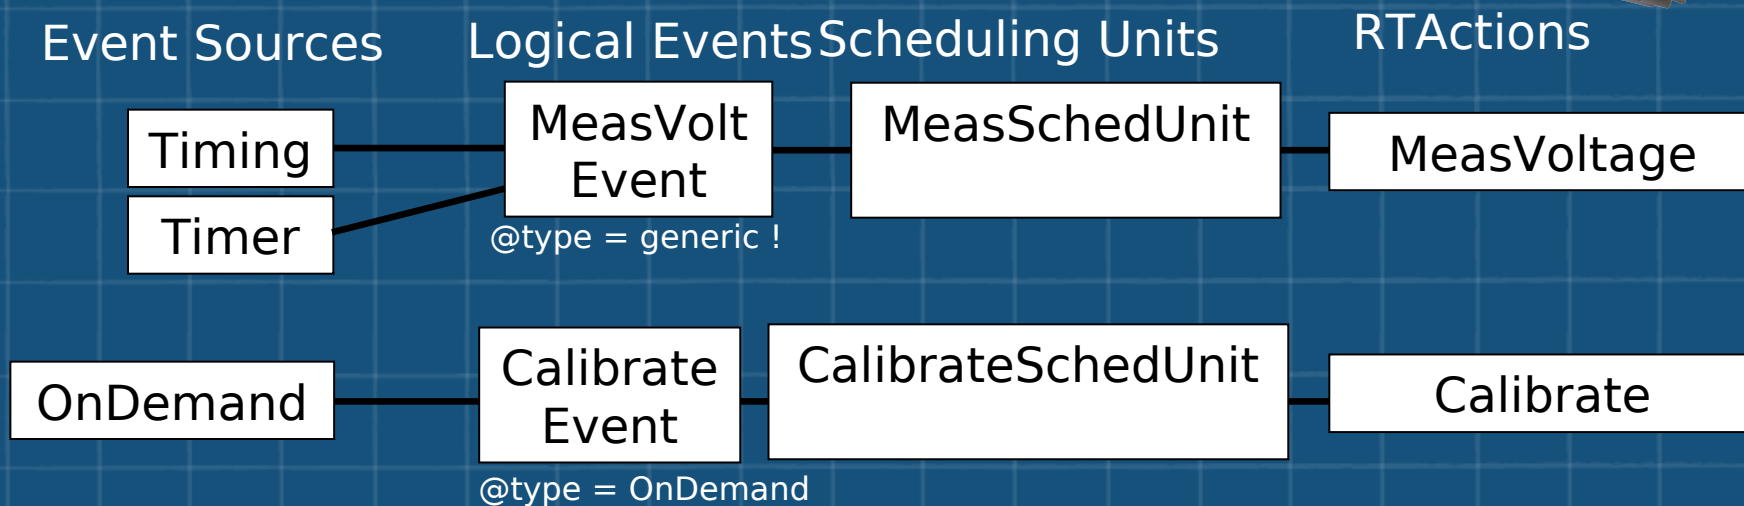 Event Sources
Logical Events
Scheduling Units
RTActions
Timing
Timer
MeasVolt
Event
@type = generic !
MeasSchedUnit
MeasVoltage
OnDemand
Calibrate
Event
@type = OnDemand
CalibrateSchedUnit
Calibrate